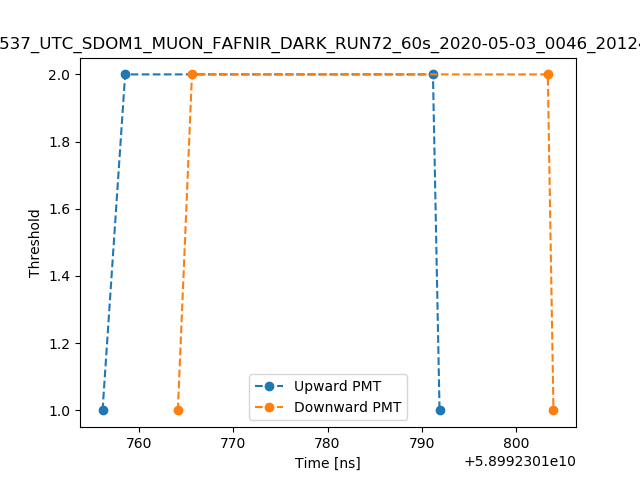 537_UTC_SDOM1_MUON_FAFNIR_DARK_RUN72_60s_2020-05-03_0046_20124
2.0
1.8
1.6
1.4
1.2
1.0
Threshold
Upward PMT
Downward PMT
760 770 780 790 800
Time [ns]
+5.8992301e10